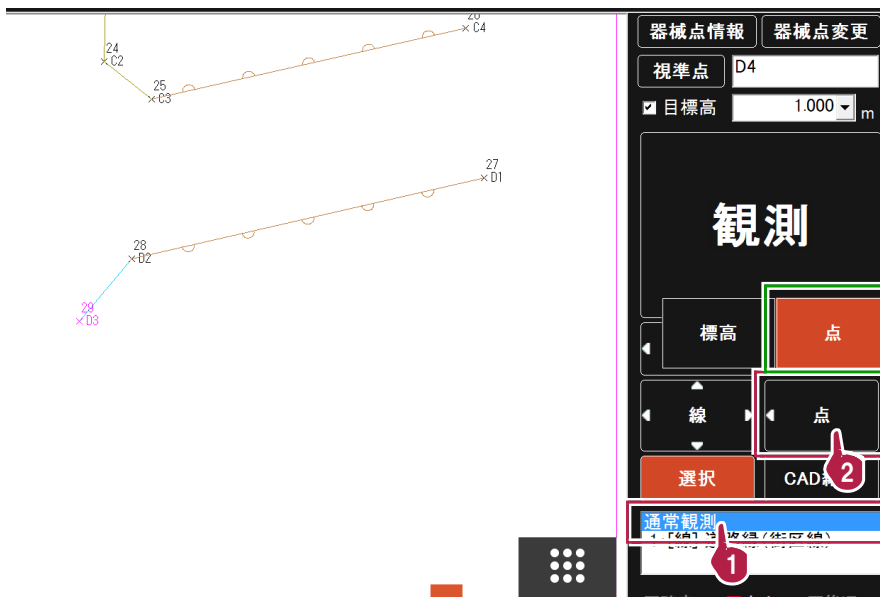 器械点情報 器械点変更
26
C4
視準点 D4
24
C2
目標高 1.000 m
25
C3
27
D1
観測
28
D2
29
D3
標高 点
線 点
選択 CAD
2
通常観測
1